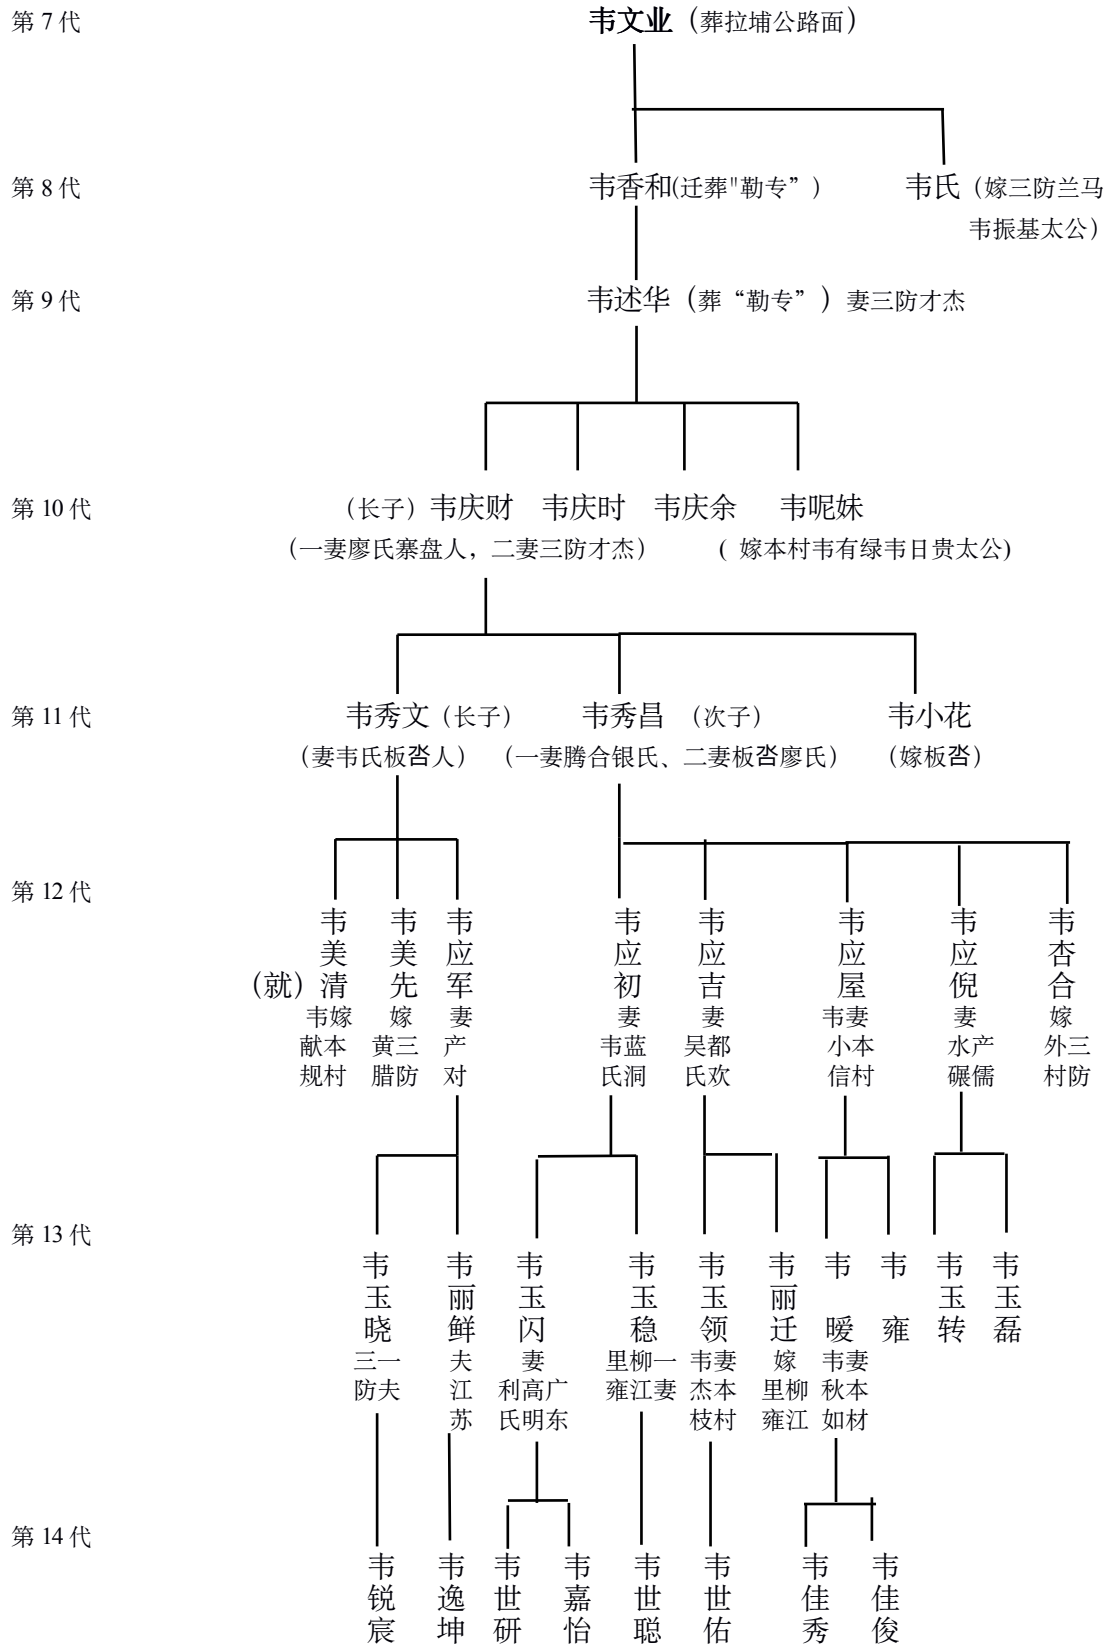 第 7 代
韦文业（葬拉埔公路面）
第 8 代
韦香和(迁葬"勒专”）
韦氏（嫁三防兰马
韦振基太公）
第 9 代
韦述华（葬“勒专”）妻三防才杰
第 10 代
（长子）韦庆财 韦庆时 韦庆余 韦呢妹
（一妻廖氏寨盘人，二妻三防才杰）
( 嫁本村韦有绿韦日贵太公)
第 11 代
韦秀文（长子）
韦秀昌 （次子）
韦小花
（妻韦氏板沓人）
（一妻腾合银氏、二妻板沓廖氏）
（嫁板沓）
第 12 代
（就）
韦美清
嫁本村
韦献规
韦美先
嫁
三防
黄腊
韦应军
妻产对
韦应初
妻
蓝洞
韦氏
韦应吉
妻
都欢
吴氏
韦应屋
妻本村
韦小信
韦应倪
妻
产儒
水碾
韦杏合
嫁
三防
外村
第 13 代
韦玉晓
一夫
三防
韦丽鲜
夫江苏
韦玉闪
妻
广东
高明
利氏
韦玉稳
一妻
柳江
里雍
韦玉领
妻本村
韦杰枝
韦丽迁
嫁
柳江
里雍
韦暧
妻本材
韦秋如
韦雍
韦玉转
韦玉磊
第 14 代
韦锐宸
韦逸坤
韦世研
韦嘉怡
韦世聪
韦世佑
韦佳秀
韦佳俊